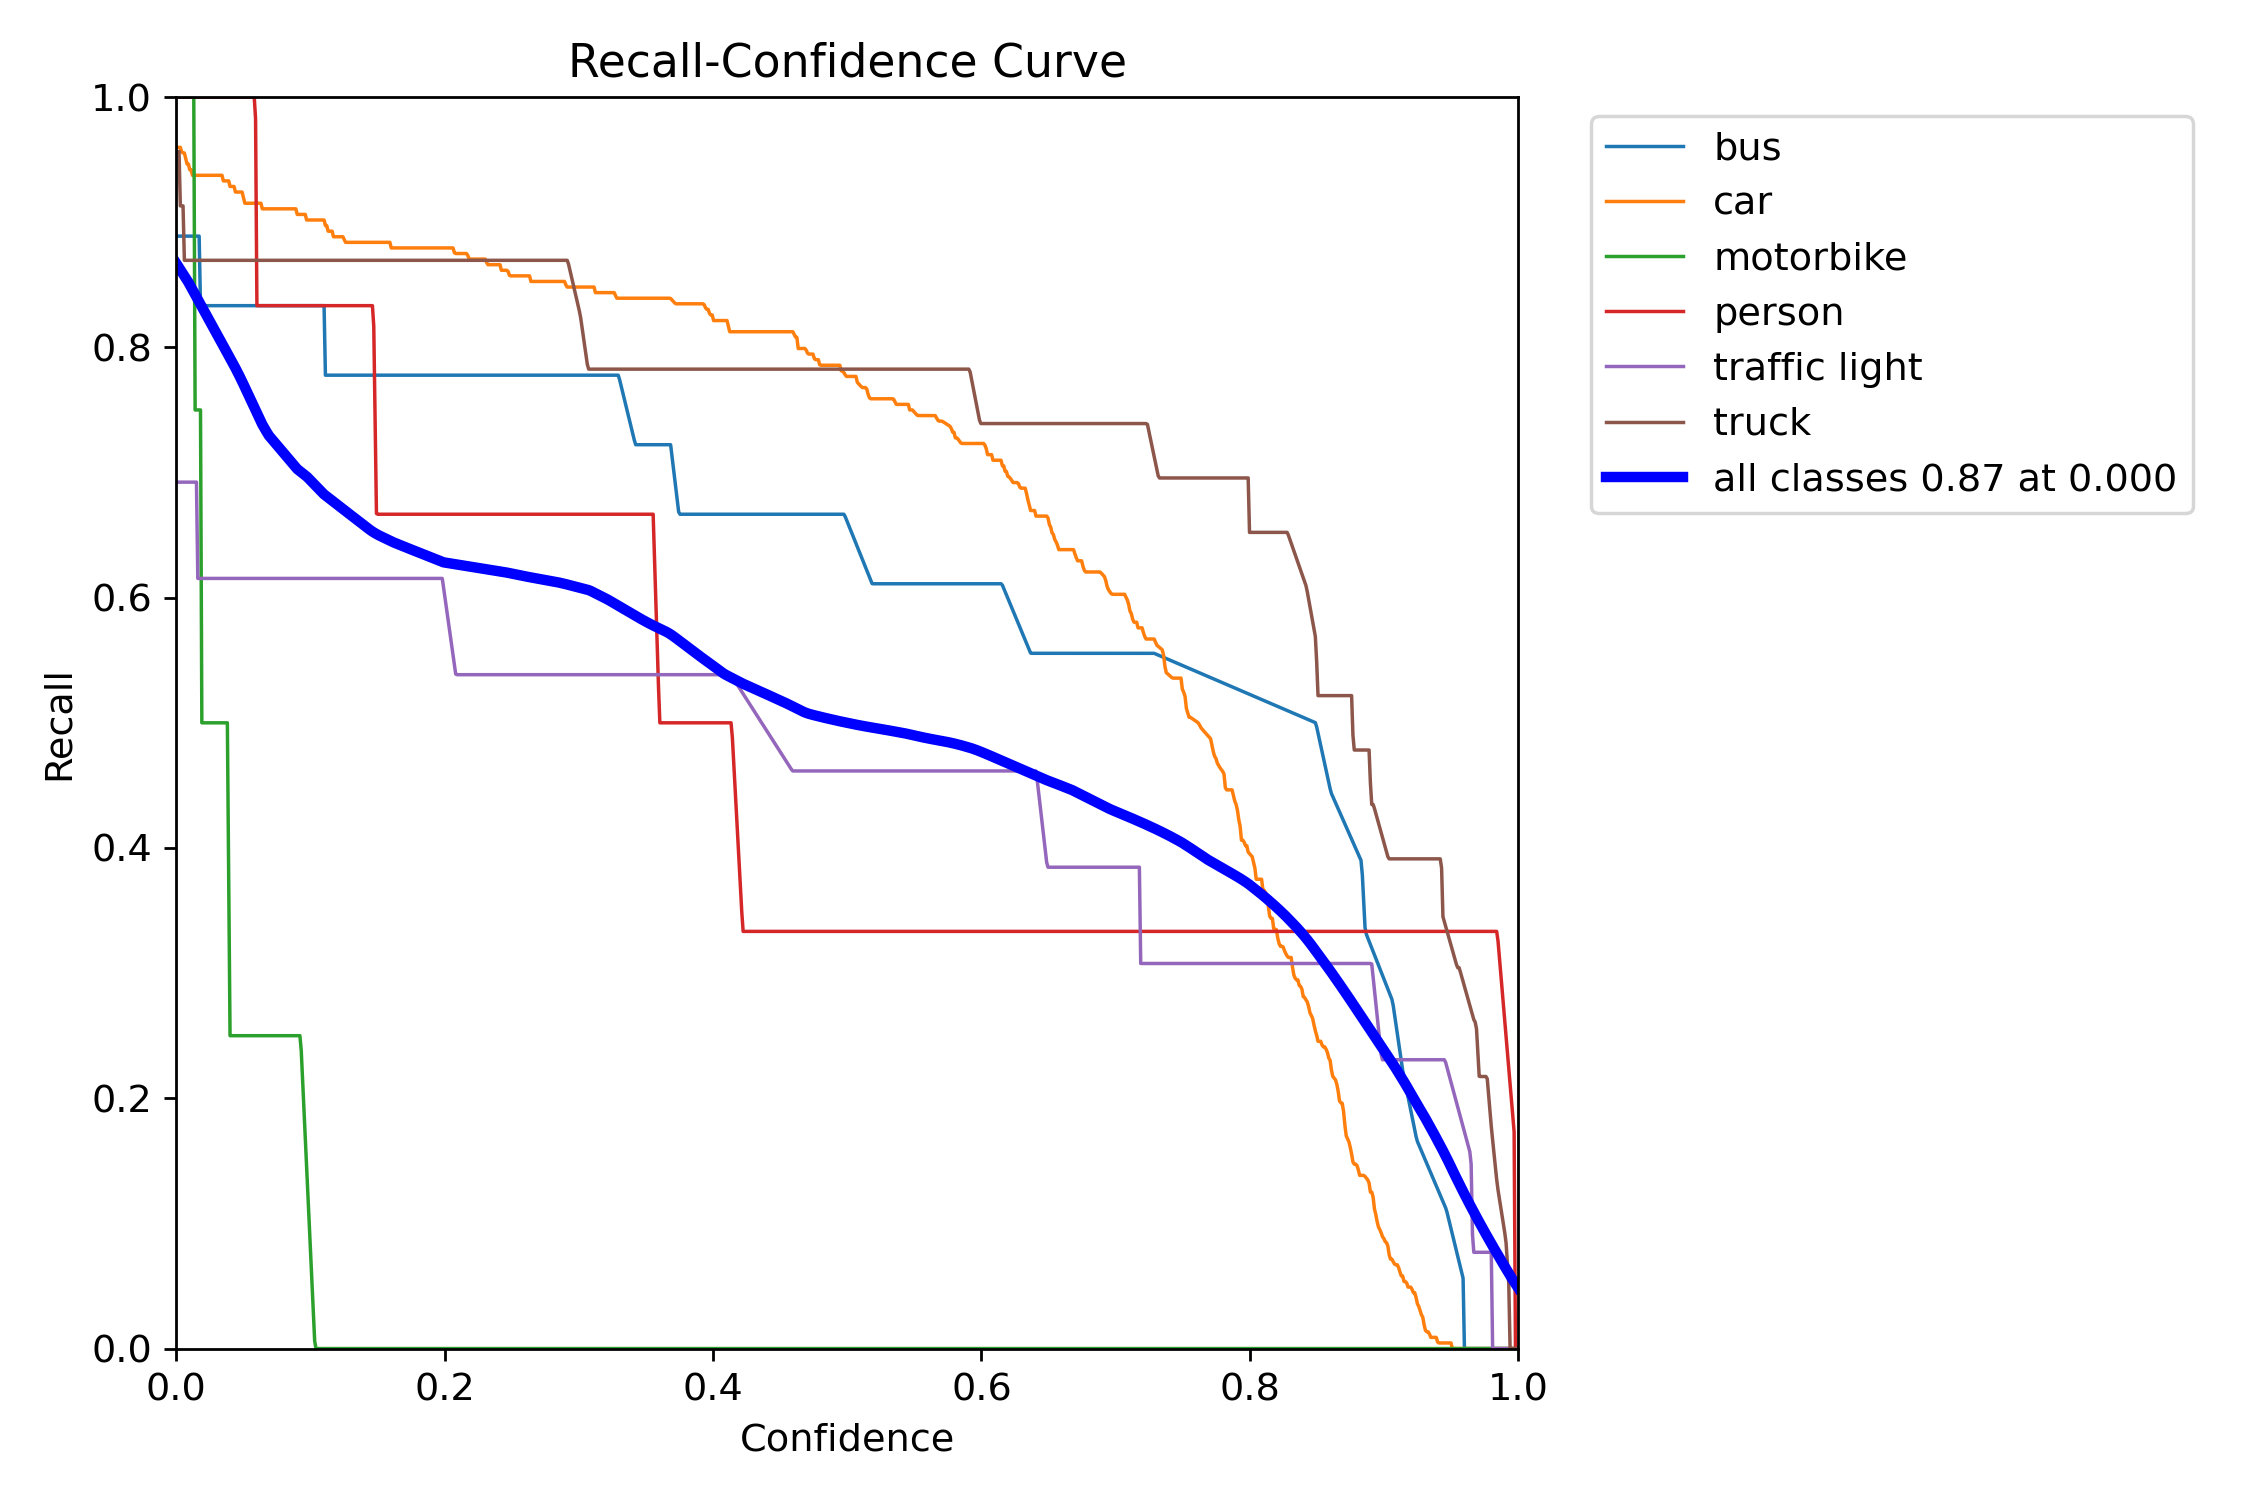 Recall-Confidence Curve
1.0
0.8
0.6
0.4
0.2
0.0
Recall
0.0 0.2 0.4 0.6 0.8 1.0
Confidence
bus
car
motorbike
person
traffic light
truck
all classes 0.87 at 0.000